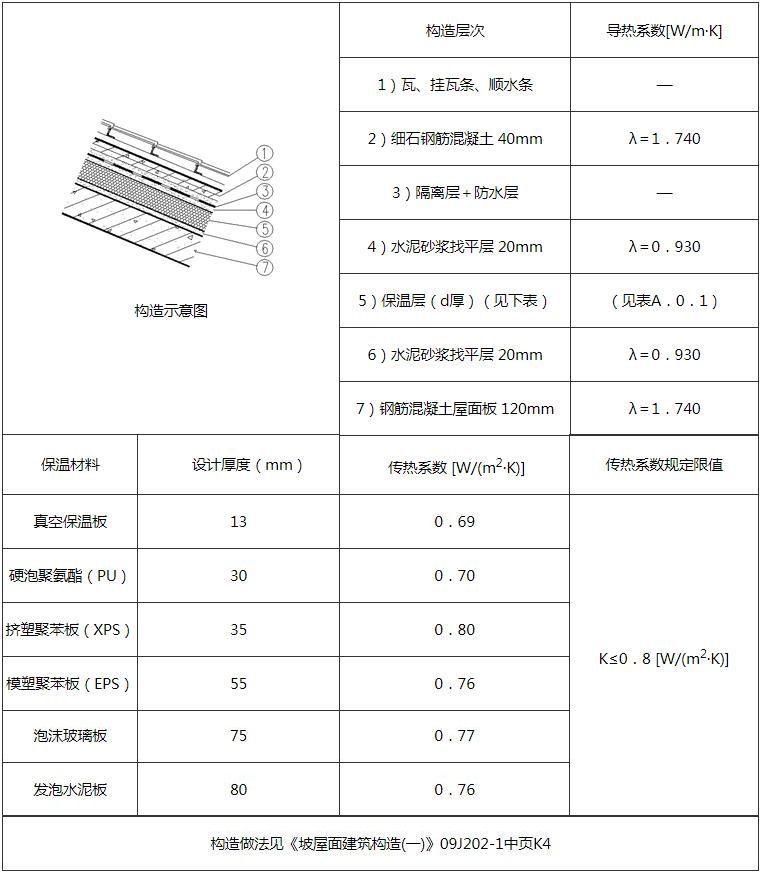 构造层次
导热系数[W/m·K]
1）瓦、挂瓦条、顺水条
—
2）细石钢筋混凝土 40mm
λ＝1．740
3）隔离层＋防水层
—
4）水泥砂浆找平层 20mm
λ＝0．930
5）保温层（d厚）（见下表）
（见表A．0．1）
6）水泥砂浆找平层 20mm
λ＝0．930
7）钢筋混凝土屋面板 120mm
λ＝1．740
①
②
③
④
⑤
⑥
⑦
构造示意图
保温材料
设计厚度（mm）
传热系数 [W/(m²·K)]
传热系数规定限值
真空保温板
13
0．69
硬泡聚氨酯（PU）
30
0．70
挤塑聚苯板（XPS）
35
0．80
模塑聚苯板（EPS）
55
0．76
泡沫玻璃板
75
0．77
发泡水泥板
80
0．76
K≤0．8 [W/(m²·K)]
构造做法见《坡屋面建筑构造(一)》09J202-1中页K4